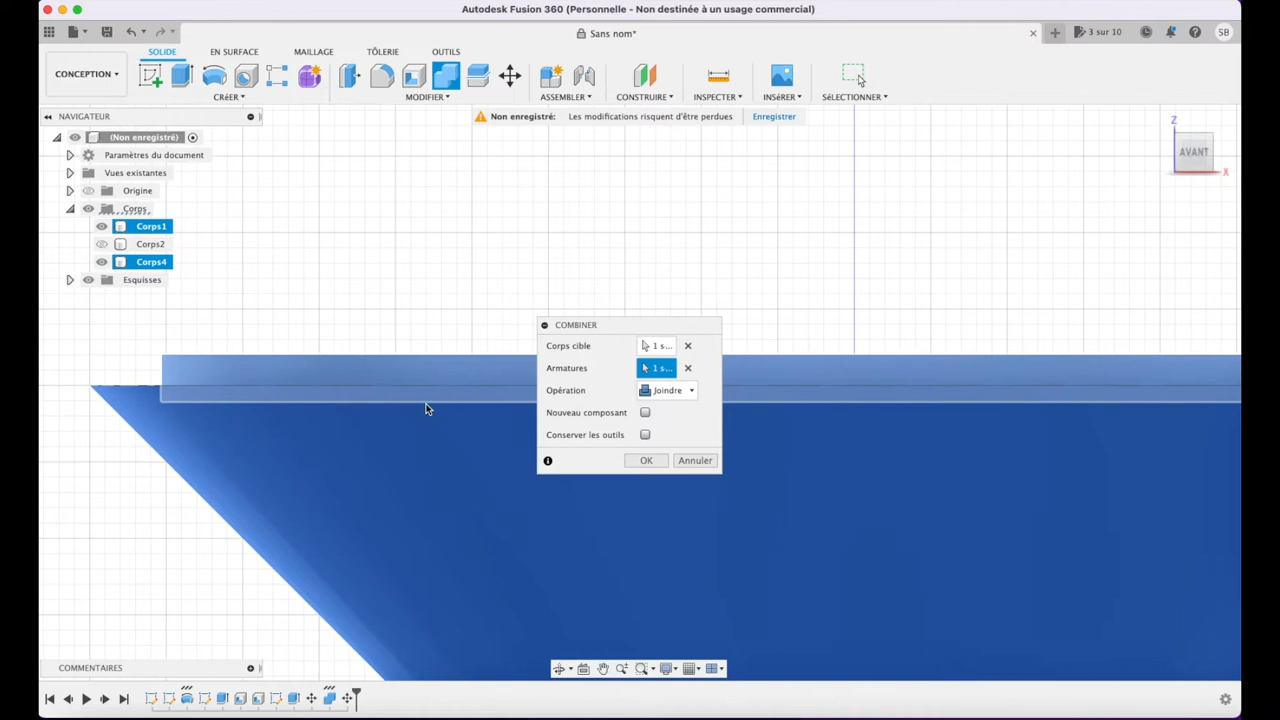 Autodesk Fusion 360 (Personnelle - Non destinée à un usage commercial)
Sans nom*
3 sur 10
SB
CONCEPTION
SOLIDE
EN SURFACE
MAILLAGE
TÔLERIE
OUTILS
CRÉER
MODIFIER
ASSEMBLER
CONSTRUIRE
INSPECTER
INSÉRER
SÉLECTIONNER
NAVIGATEUR
Non enregistré: Les modifications risquent d'être perdues Enregistrer
(Non enregistré)
Paramètres du document
Vues existantes
Origine
Corps
Corps1
Corps2
Corps4
Esquisses
Z
AVANT
X
COMBINER
Corps cible 1 s...
Armatures 1 s...
Opération Joindre
Nouveau composant
Conserver les outils
OK Annuler
COMMENTAIRES